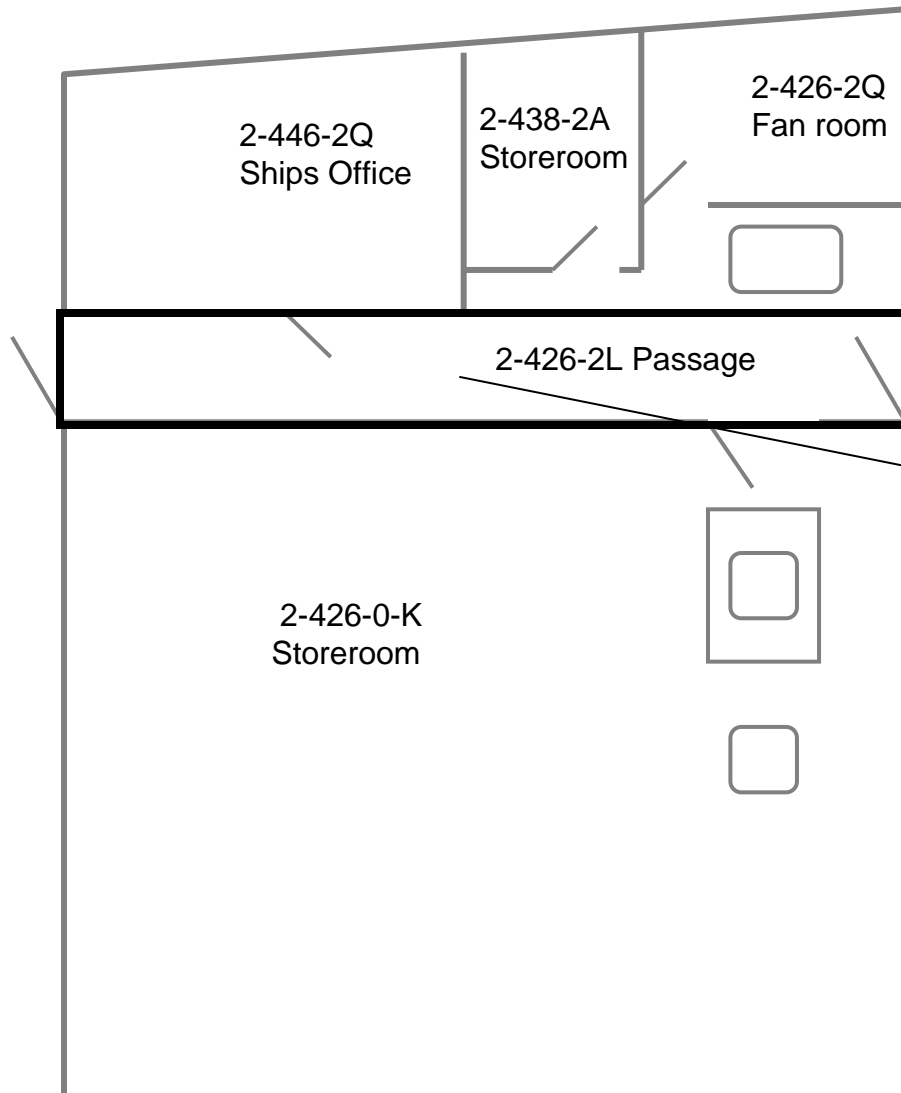 2-426-2Q
Fan room
2-438-2A
Storeroom
2-446-2Q
Ships Office
2-426-2L Passage
2-426-0-K
Storeroom